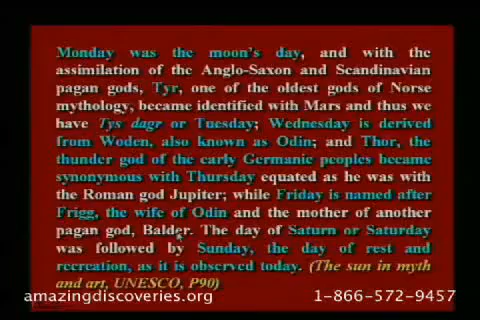 Monday was the moon's day, and with the
assimilation of the Anglo-Saxon and Scandinavian
pagan gods, Tyr, one of the oldest gods of Norse
mythology, became identified with Mars and thus we
have Tys dagr or Tuesday; Wednesday is derived
from Woden, also known as Odin; and Thor, the
thunder god of the early Germanic peoples became
synonymous with Thursday equated as he was with
the Roman god Jupiter; while Friday is named after
Frigg, the wife of Odin and the mother of another
pagan god, Balder. The day of Saturn or Saturday
was followed by Sunday, the day of rest and
recreation, as it is observed today. (The sun in myth
and art, UNESCO, P90)
amazingdiscoveries.org 1-866-572-9457